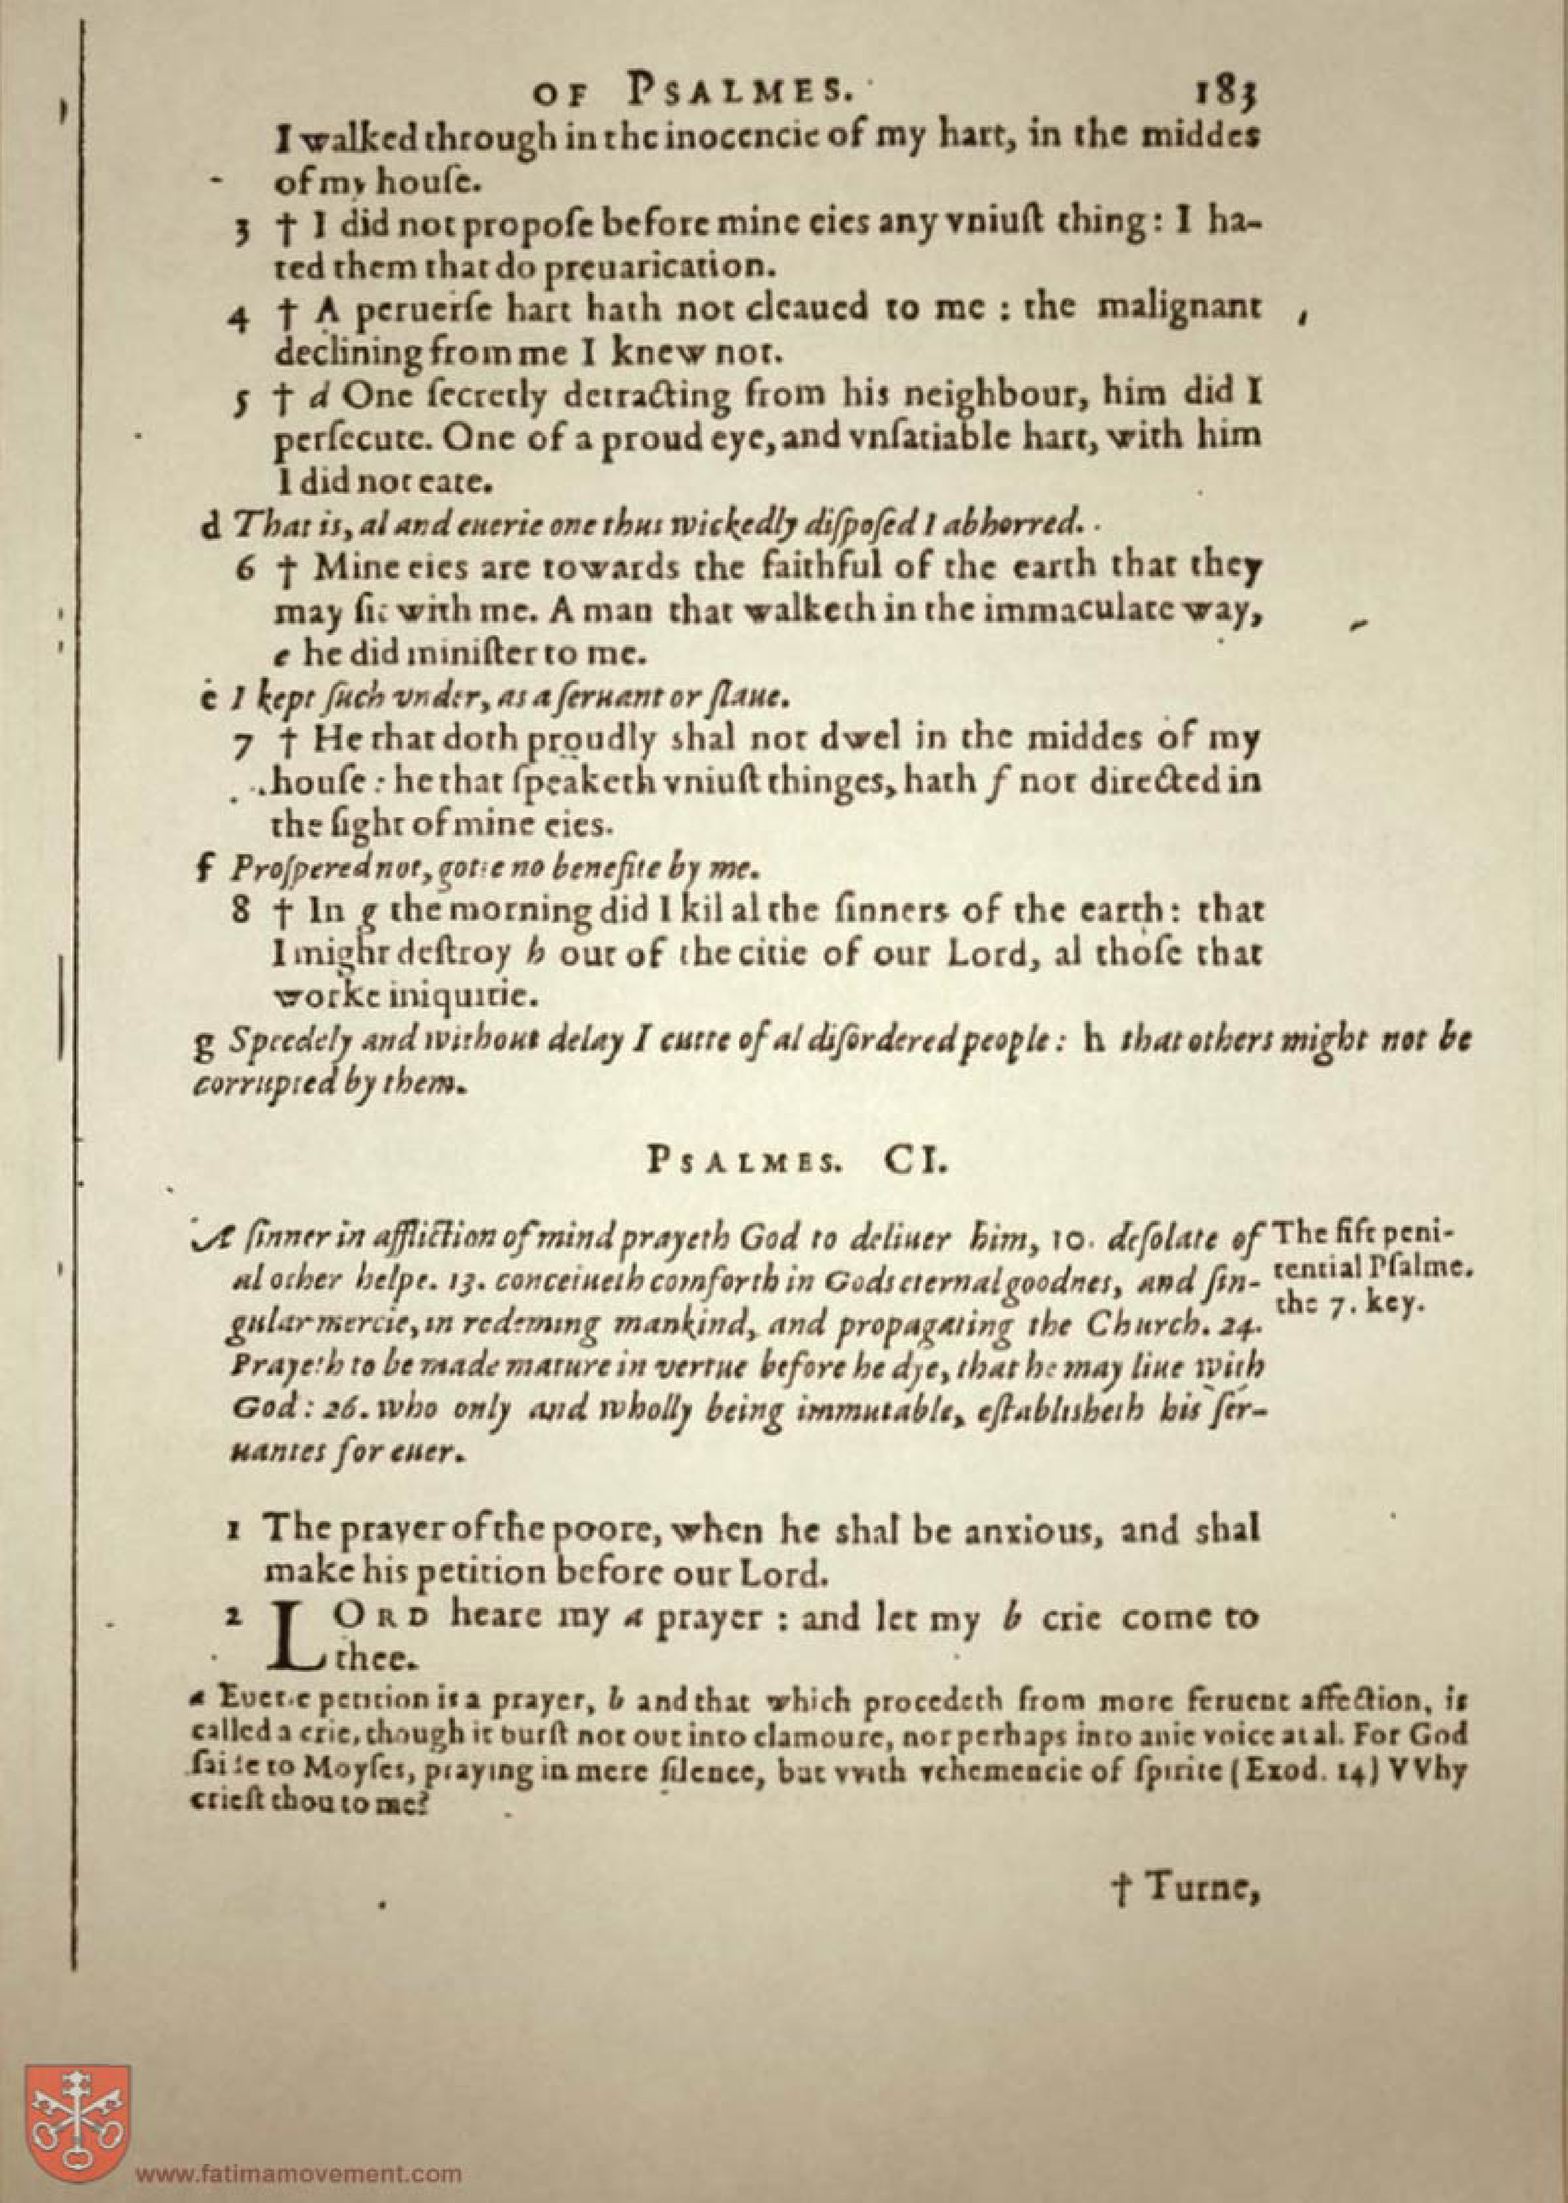 OF PSALMES. 183
I walked through in the inocencie of my hart, in the middes
of my houſe.
3 † I did not propoſe before mine eies any vniuſt thing: I ha-
ted them that do preuarication.
4 † A peruerſe hart hath not cleaued to me : the malignant
declining from me I knew not.
5 † d One ſecretly detracting from his neighbour, him did I
perſecute. One of a proud eye, and vnſatiable hart, with him
I did not eate.
d That is, al and euerie one thus wickedly diſpoſed I abhorred.
6 † Mine eies are towards the faithful of the earth that they
may ſit with me. A man that walketh in the immaculate way,
e he did miniſter to me.
e I kept ſuch vnder, as a ſeruant or ſlaue.
7 † He that doth proudly shal not dwel in the middes of my
houſe : he that ſpeaketh vniuſt thinges, hath f not directed in
the ſight of mine eies.
f Proſpered not, gotte no benefite by me.
8 † In g the morning did I kil al the ſinners of the earth: that
I might deſtroy h out of the citie of our Lord, al thoſe that
worke iniquitie.
g Speedely and without delay I cutte of al diſordered people: h that others might not be
corrupted by them.
PSALMES. CI.
A ſinner in affliction of mind prayeth God to deliuer him, 10. deſolate of
al other helpe. 13. conceiueth comforth in Gods eternal goodnes, and ſin-
gular mercie, in redeming mankind, and propagating the Church. 24.
Prayeth to be made mature in vertue before he dye, that he may liue with
God: 26. who only and wholly being immutable, eſtablisheth his ſer-
uantes for euer.
The fift peni-
tential Pſalme.
the 7. key.
1 The prayer of the poore, when he shal be anxious, and shal
make his petition before our Lord.
2 LORD heare my a prayer : and let my b crie come to
thee.
a Euerie petition is a prayer, b and that which procedeth from more feruent affection, is
called a crie, though it burſt not out into clamoure, nor perhaps into anie voice at al. For God
ſaide to Moyſes, praying in mere ſilence, but vvith vehemencie of ſpirite (Exod. 14) VVhy
crieſt thou to me?
† Turne,
www.fatimamovement.com